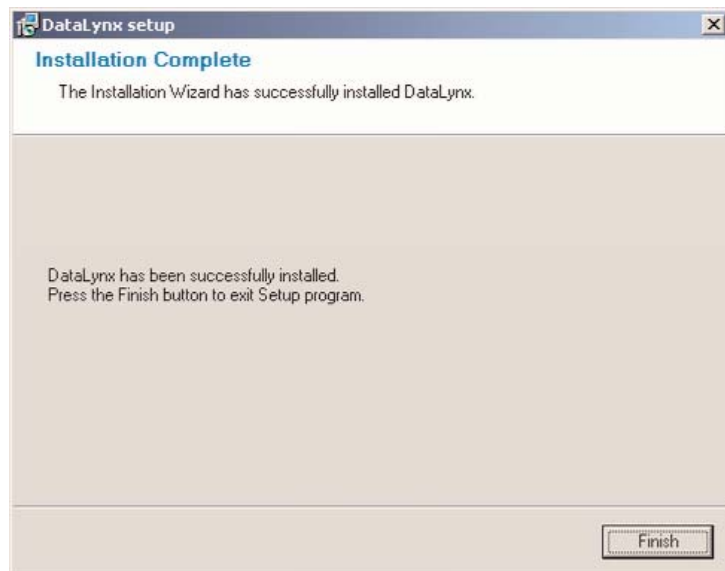 DataLynx setup
Installation Complete
The Installation Wizard has successfully installed DataLynx.
DataLynx has been successfully installed.
Press the Finish button to exit Setup program.
Finish